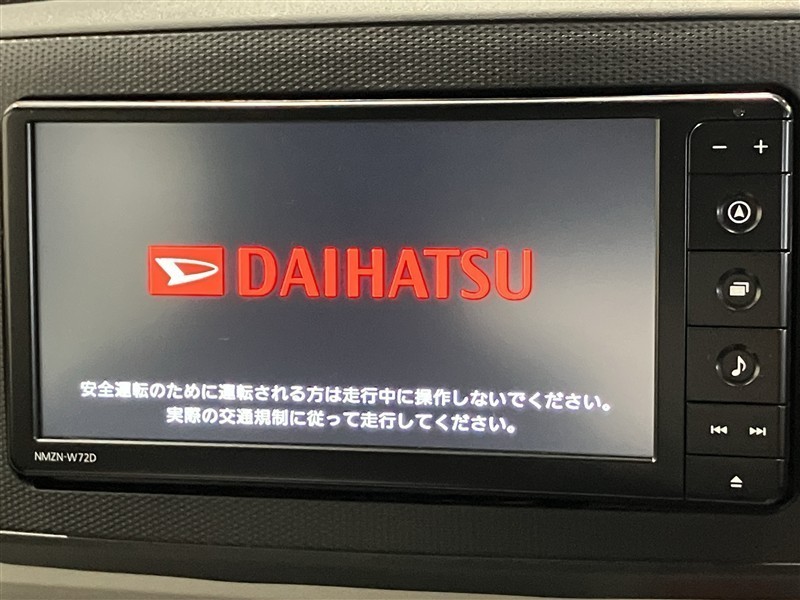 DAIHATSU
安全運転のために運転される方は走行中に操作しないでください。
実際の交通規制に従って走行してください。
NMZN-W72D